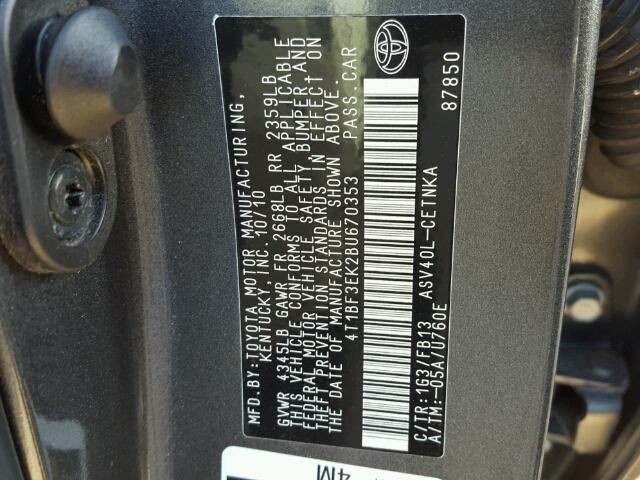 MFD. BY: TOYOTA MOTOR MANUFACTURING,
KENTUCKY, INC. 10/10
GVWR 4345LB GAWR FR 2668LB RR 2359LB
THIS VEHICLE CONFORMS TO ALL APPLICABLE
FEDERAL MOTOR VEHICLE SAFETY, BUMPER AND
THEFT PREVENTION STANDARDS IN EFFECT ON
THE DATE OF MANUFACTURE SHOWN ABOVE.
4T1BF3EK2BU670353 PASS. CAR
C/TR: 1G3/FB13 ASV40L-CETNKA
A/TM:-05A/U760E
87850
4M